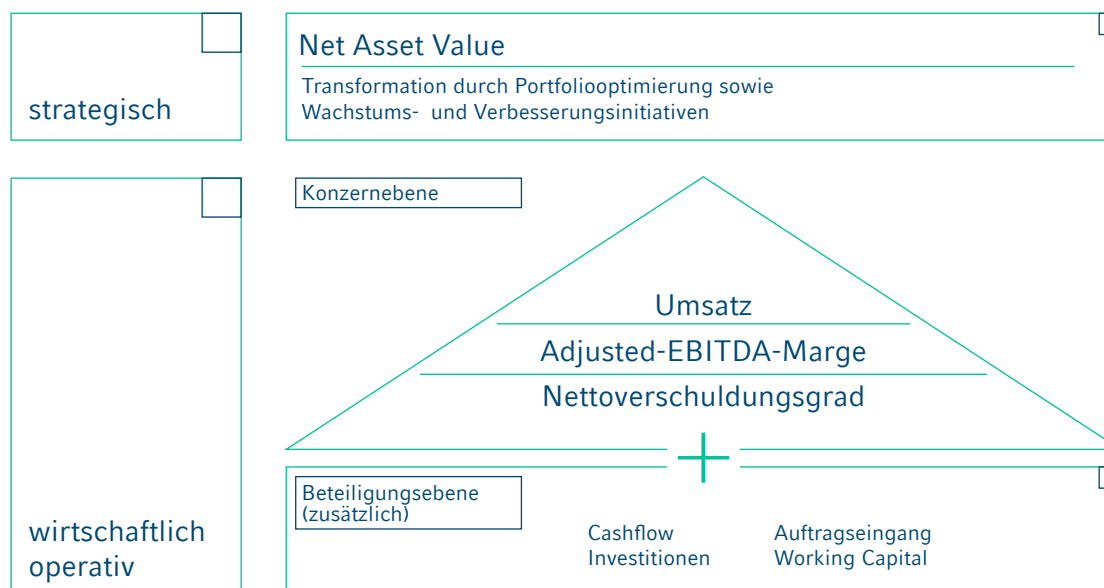 strategisch
Net Asset Value
Transformation durch Portfoliooptimierung sowie
Wachstums- und Verbesserungsinitiativen
Konzernebene
Umsatz
Adjusted-EBITDA-Marge
Nettoverschuldungsgrad
wirtschaftlich
operativ
Beteiligungsebene
(zusätzlich)
Cashflow
Investitionen
Auftragseingang
Working Capital